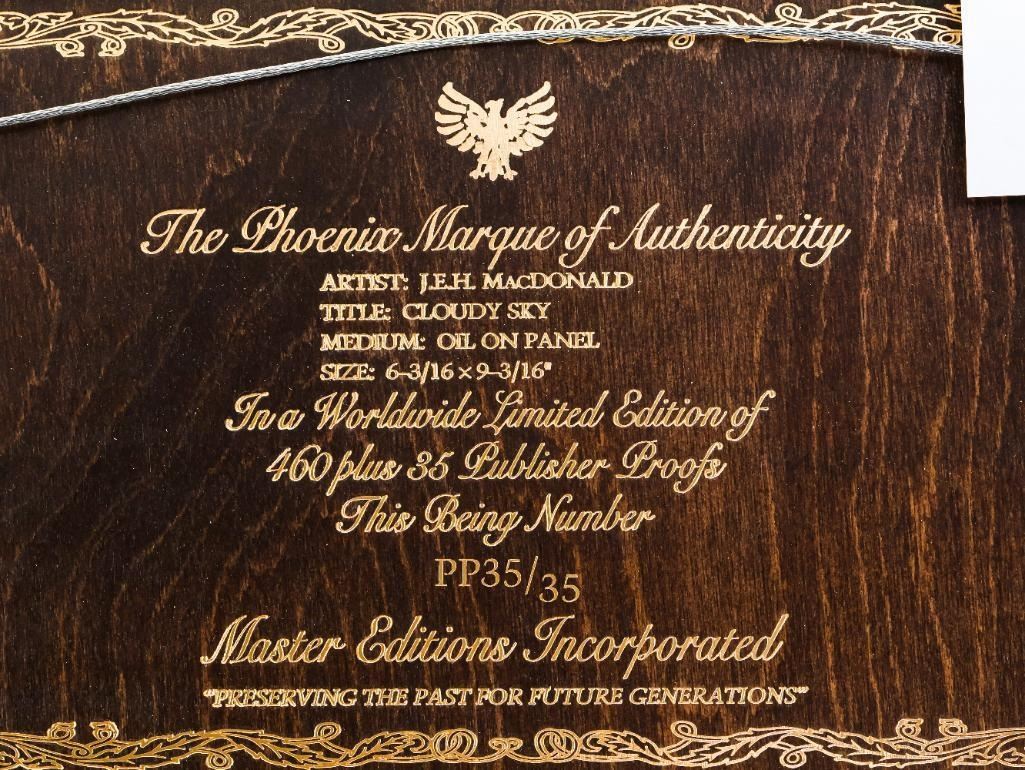 The Phoenix Marque of Authenticity
ARTIST: J.E.H. MACDONALD
TITLE: CLOUDY SKY
MEDIUM: OIL ON PANEL
SIZE: 6-3/16 × 9-3/16"
In a Worldwide Limited Edition of
460 plus 35 Publisher Proofs
This Being Number
PP35/35
Master Editions Incorporated
"PRESERVING THE PAST FOR FUTURE GENERATIONS"